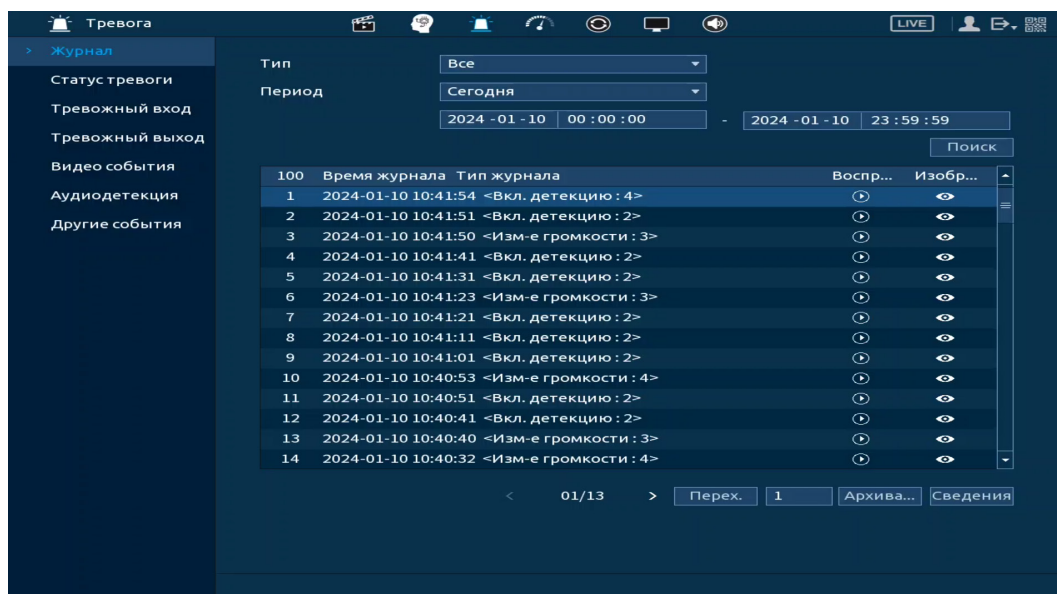 Тревога LIVE
> Журнал
Статус тревоги
Тревожный вход
Тревожный выход
Видео события
Аудиодетекция
Другие события
Тип Все
Период Сегодня
2024 -01 -10 00 :00 :00 - 2024 -01 -10 23 :59 :59
Поиск
100 Время журнала Тип журнала Воспр... Изобр...
1 2024-01-10 10:41:54 <Вкл. детекцию : 4>
2 2024-01-10 10:41:51 <Вкл. детекцию : 2>
3 2024-01-10 10:41:50 <Изм-е громкости : 3>
4 2024-01-10 10:41:41 <Вкл. детекцию : 2>
5 2024-01-10 10:41:31 <Вкл. детекцию : 2>
6 2024-01-10 10:41:23 <Изм-е громкости : 3>
7 2024-01-10 10:41:21 <Вкл. детекцию : 2>
8 2024-01-10 10:41:11 <Вкл. детекцию : 2>
9 2024-01-10 10:41:01 <Вкл. детекцию : 2>
10 2024-01-10 10:40:53 <Изм-е громкости : 4>
11 2024-01-10 10:40:51 <Вкл. детекцию : 2>
12 2024-01-10 10:40:41 <Вкл. детекцию : 2>
13 2024-01-10 10:40:40 <Изм-е громкости : 3>
14 2024-01-10 10:40:32 <Изм-е громкости : 4>
< 01/13 > Перех. 1 Архива... Сведения